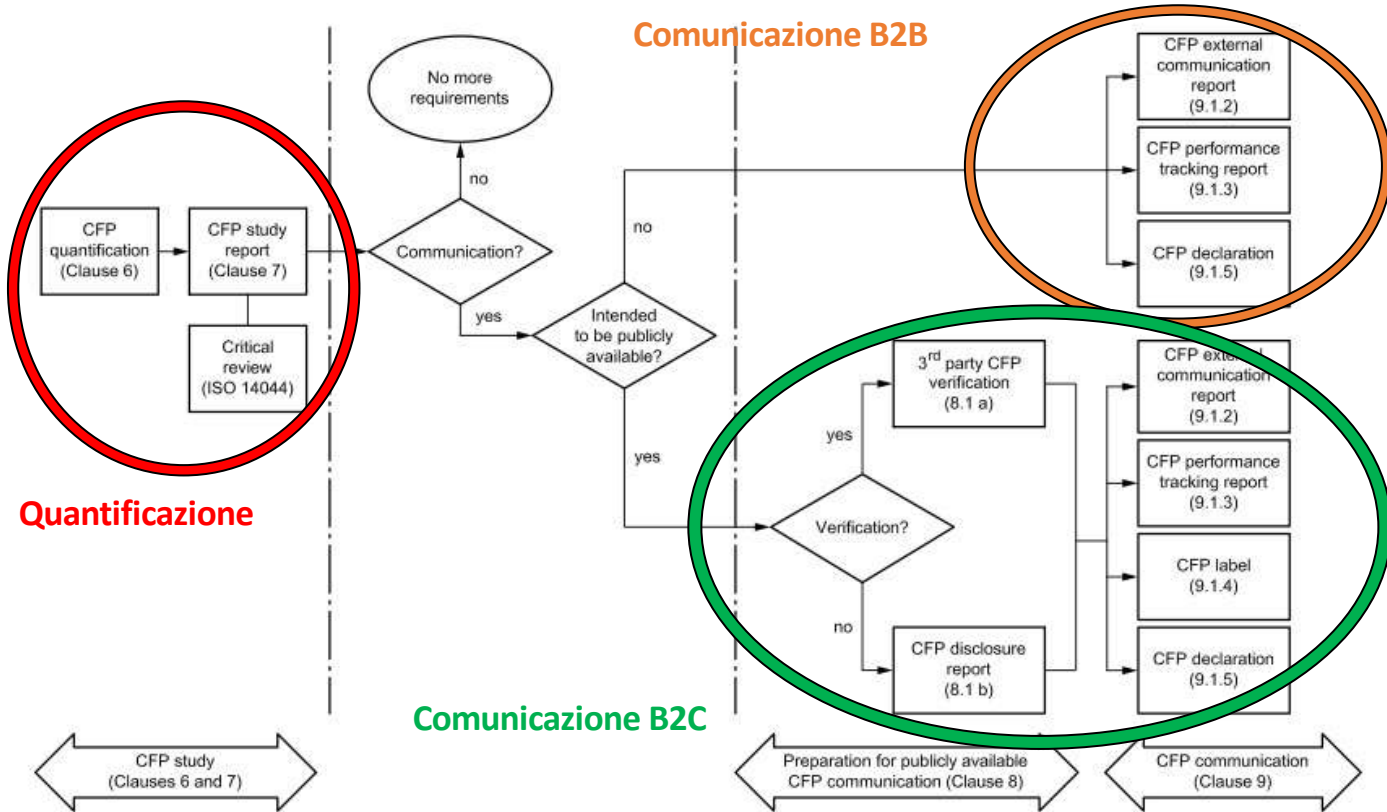 Comunicazione B2B
No more
requirements
no
CFP
quantification
(Clause 6)
CFP study
report
(Clause 7)
Critical
review
(ISO 14044)
Quantificazione
Communication?
yes
Intended
to be publicly
available?
no
yes
CFP external
communication
report
(9.1.2)
CFP performance
tracking report
(9.1.3)
CFP declaration
(9.1.5)
3rd party CFP
verification
(8.1 a)
yes
Verification?
no
CFP disclosure
report
(8.1 b)
CFP external
communication
report
(9.1.2)
CFP performance
tracking report
(9.1.3)
CFP label
(9.1.4)
CFP declaration
(9.1.5)
Comunicazione B2C
CFP study
(Clauses 6 and 7)
Preparation for publicly available
CFP communication (Clause 8)
CFP communication
(Clause 9)